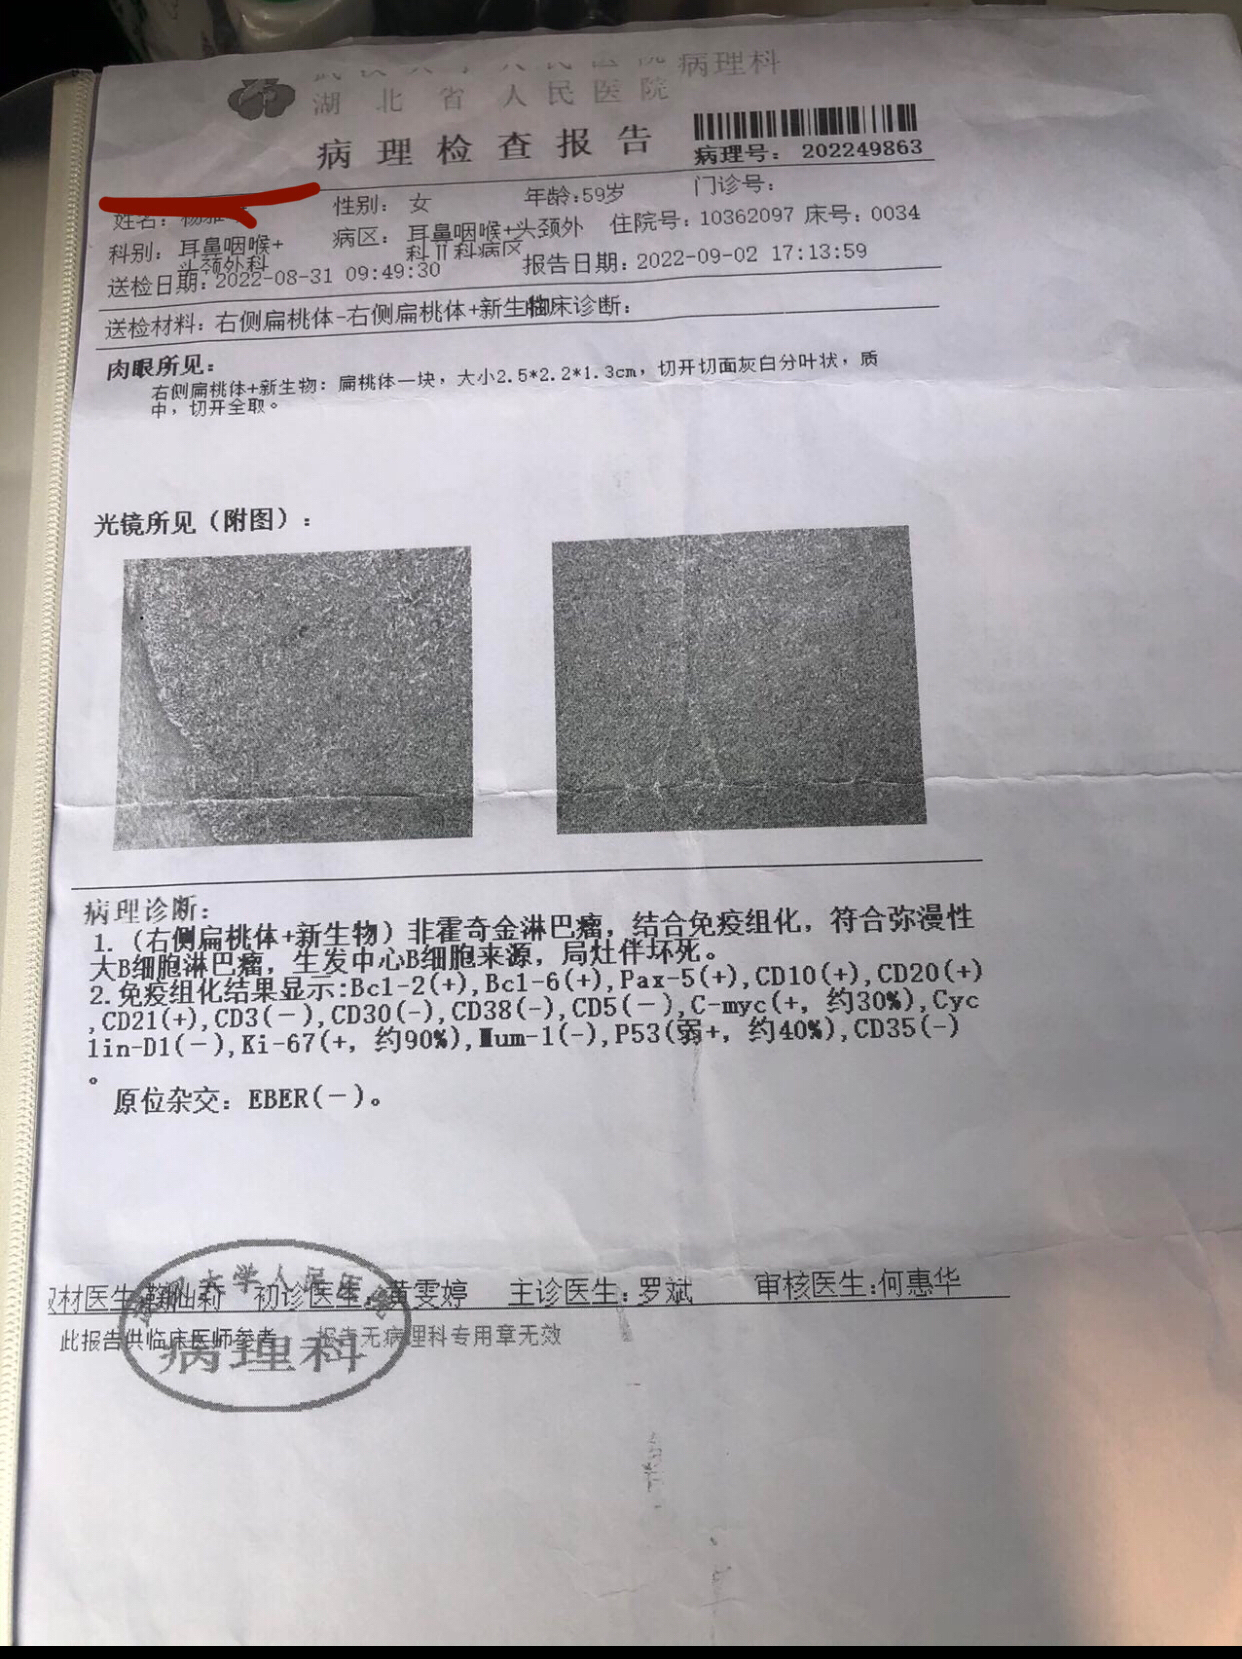 病理科
湖北省人民医院
病理检查报告
病理号: 202249863
姓名:
性别: 女 年龄:59岁 门诊号:
科别: 耳鼻咽喉+头颈外科 病区: 耳鼻咽喉+头颈外科Ⅱ科病区 住院号: 10362097 床号: 0034
送检日期: 2022-08-31 09:49:30 报告日期: 2022-09-02 17:13:59
送检材料: 右侧扁桃体-右侧扁桃体+新生物 临床诊断:
肉眼所见:
右侧扁桃体+新生物: 扁桃体一块, 大小2.5*2.2*1.3cm, 切开切面灰白分叶状, 质
中, 切开全取。
光镜所见(附图):
病理诊断:
1. (右侧扁桃体+新生物) 非霍奇金淋巴瘤, 结合免疫组化, 符合弥漫性
大B细胞淋巴瘤, 生发中心B细胞来源, 局灶伴坏死。
2. 免疫组化结果显示:Bcl-2(+),Bcl-6(+),Pax-5(+),CD10(+),CD20(+)
,CD21(+),CD3(-),CD30(-),CD38(-),CD5(-),C-myc(+, 约30%),Cyc
lin-D1(-),Ki-67(+, 约90%),Mum-1(-),P53(弱+, 约40%),CD35(-)
。
原位杂交: EBER(-)。
取材医生 初诊医生: 黄雯婷 主诊医生: 罗斌 审核医生: 何惠华
此报告供临床医师参考 报告无病理科专用章无效
大学人民医院
病理科